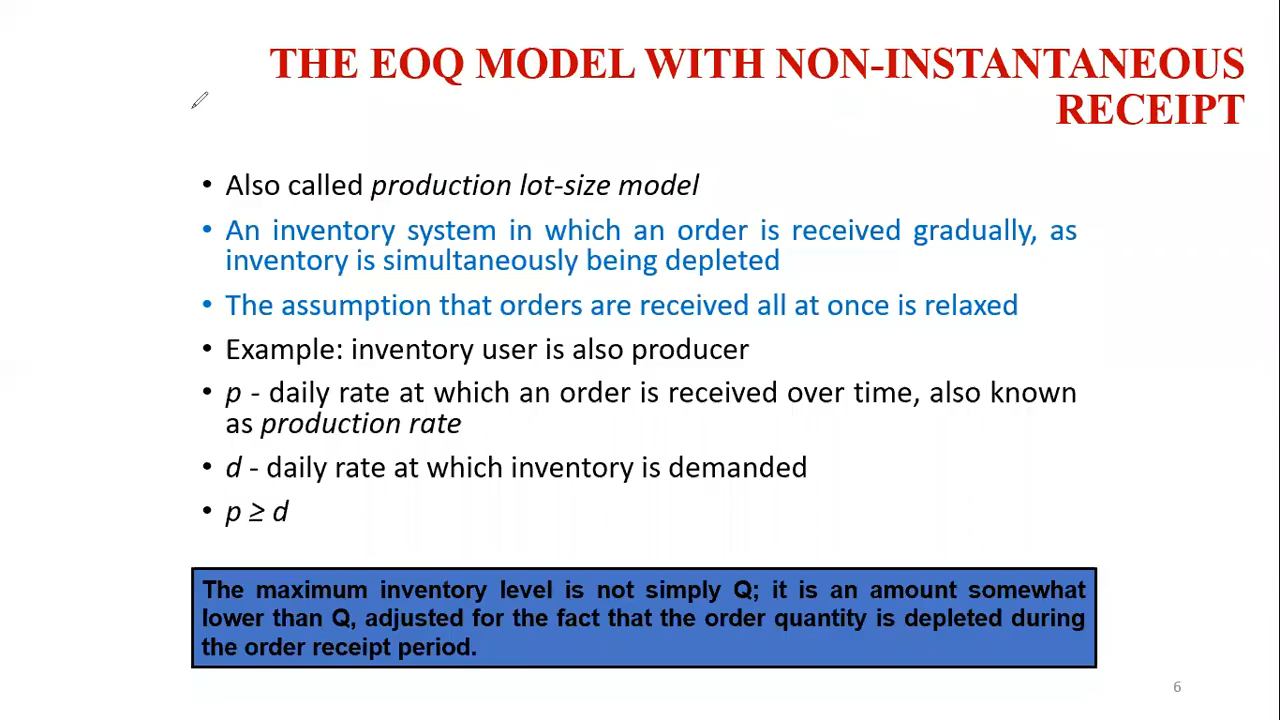 THE EOQ MODEL WITH NON-INSTANTANEOUS
RECEIPT
• Also called production lot-size model
• An inventory system in which an order is received gradually, as
inventory is simultaneously being depleted
• The assumption that orders are received all at once is relaxed
• Example: inventory user is also producer
• p - daily rate at which an order is received over time, also known
as production rate
• d - daily rate at which inventory is demanded
• p ≥ d
The maximum inventory level is not simply Q; it is an amount somewhat
lower than Q, adjusted for the fact that the order quantity is depleted during
the order receipt period.
6